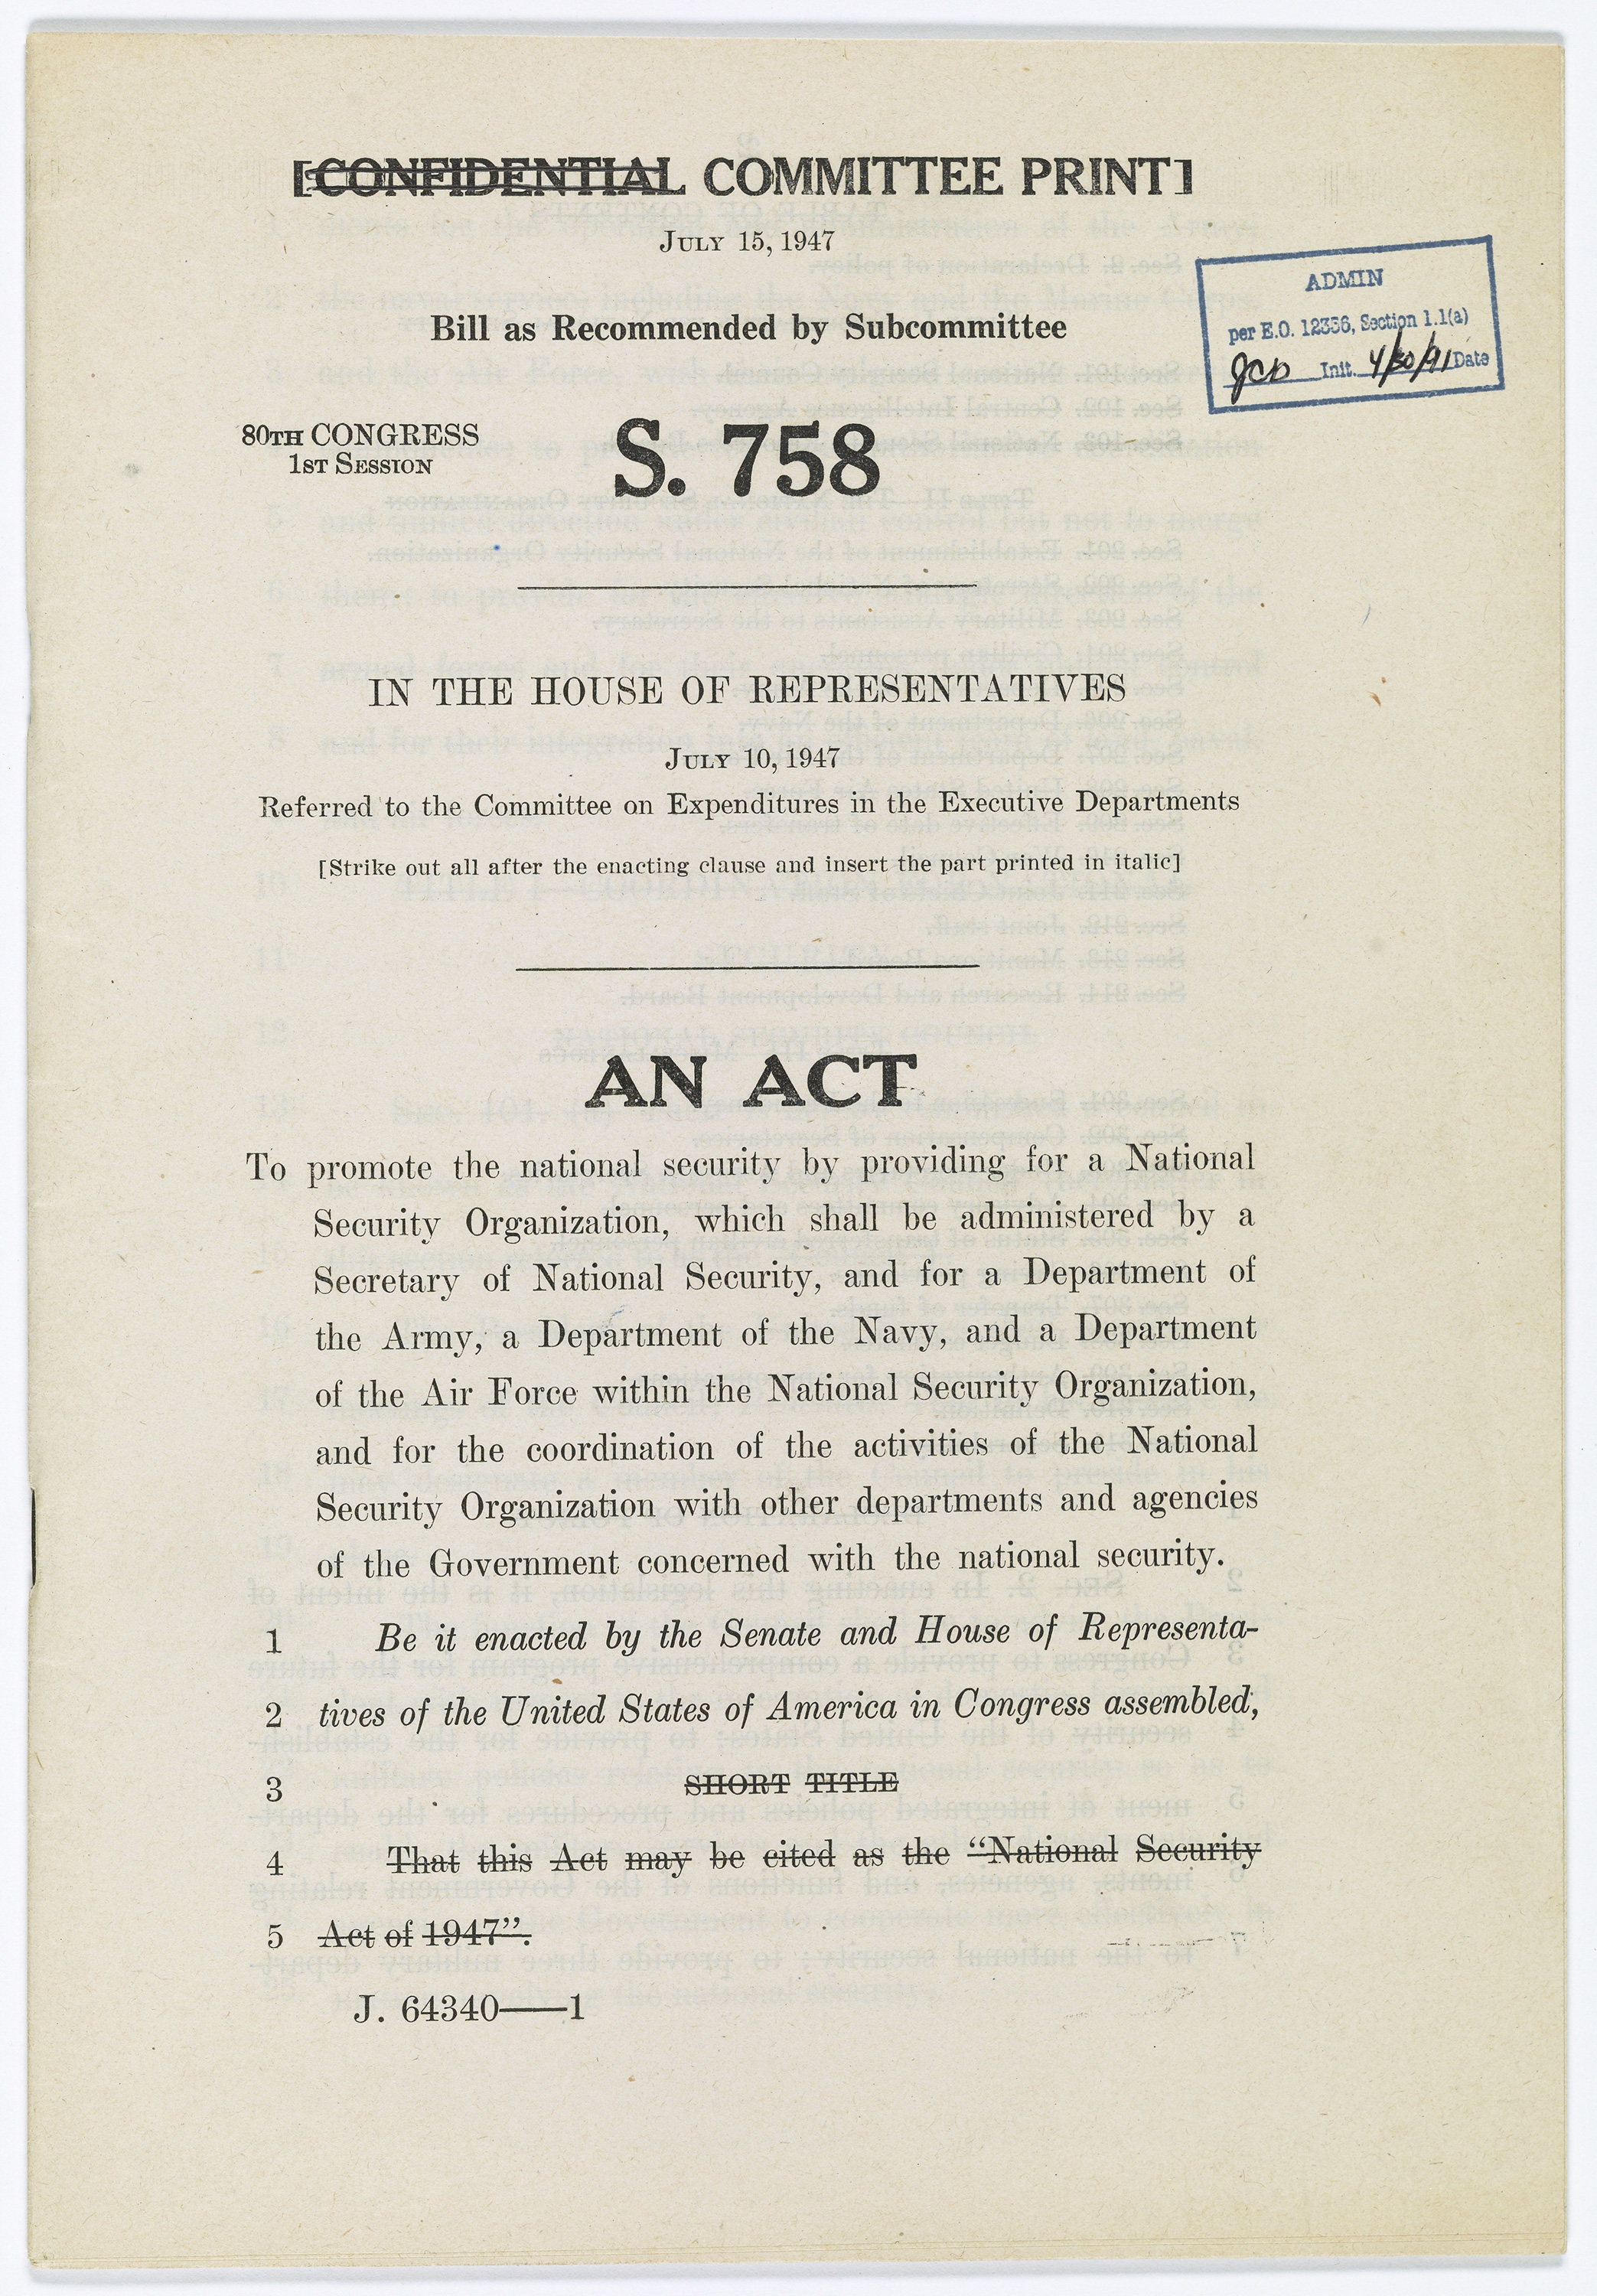 [CONFIDENTIAL COMMITTEE PRINT]
JULY 15, 1947
Bill as Recommended by Subcommittee
ADMIN
per E.O. 12356, Section 1.1(a)
JCD Init. 4/30/91 Date
80TH CONGRESS
1ST SESSION
S. 758
IN THE HOUSE OF REPRESENTATIVES
JULY 10, 1947
Referred to the Committee on Expenditures in the Executive Departments
[Strike out all after the enacting clause and insert the part printed in italic]
AN ACT
To promote the national security by providing for a National
Security Organization, which shall be administered by a
Secretary of National Security, and for a Department of
the Army, a Department of the Navy, and a Department
of the Air Force within the National Security Organization,
and for the coordination of the activities of the National
Security Organization with other departments and agencies
of the Government concerned with the national security.
1 Be it enacted by the Senate and House of Representa-
2 tives of the United States of America in Congress assembled,
3 SHORT TITLE
4 That this Act may be cited as the “National Security
5 Act of 1947”.
J. 64340——1